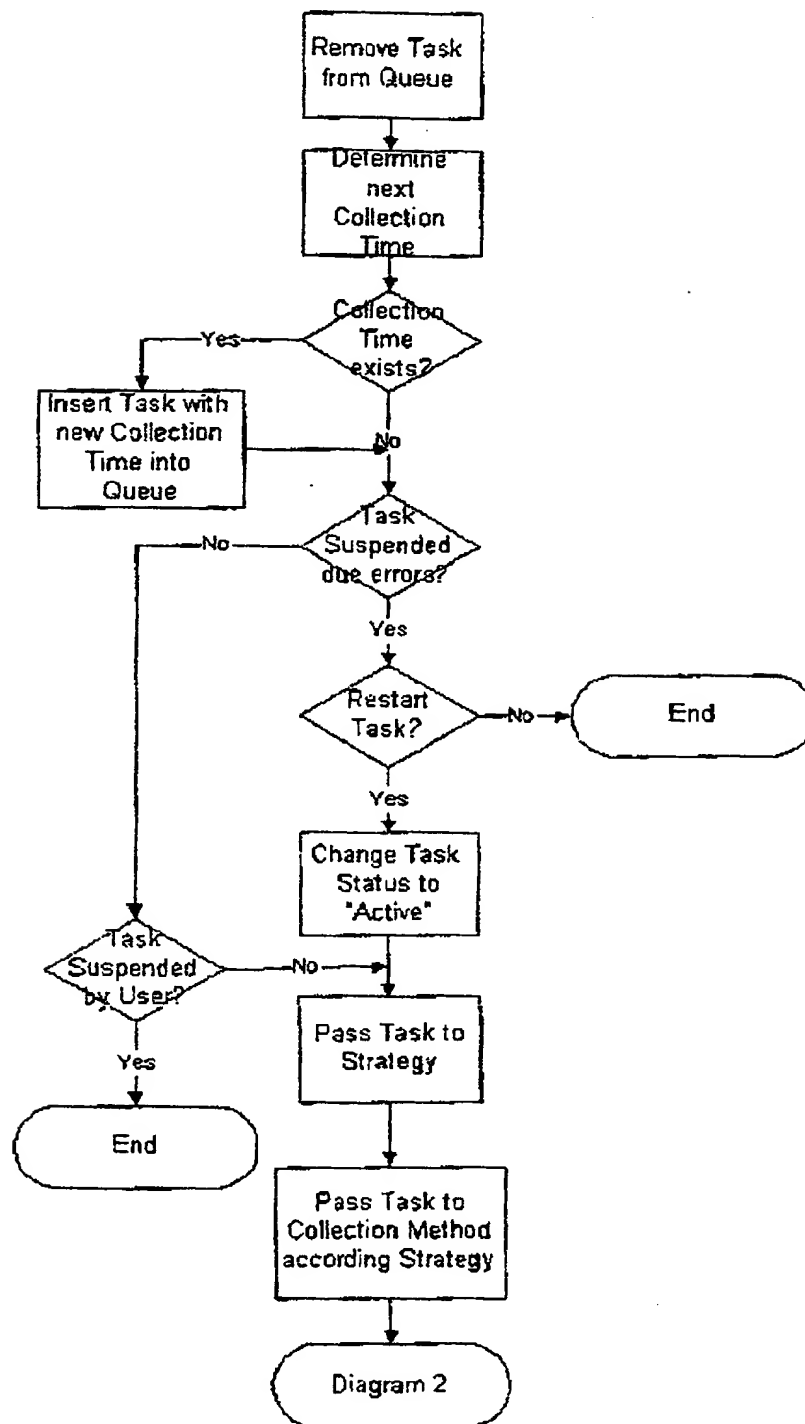 Remove Task
from Queue
Determine
next
Collection
Time
Collection
Time
exists?
Yes
Insert Task with
new Collection
Time into
Queue
No
Task
Suspended
due errors?
No
Yes
Restart
Task?
No
End
Yes
Change Task
Status to
"Active"
Task
Suspended
by User?
No
Yes
Pass Task to
Strategy
End
Pass Task to
Collection Method
according Strategy
Diagram 2